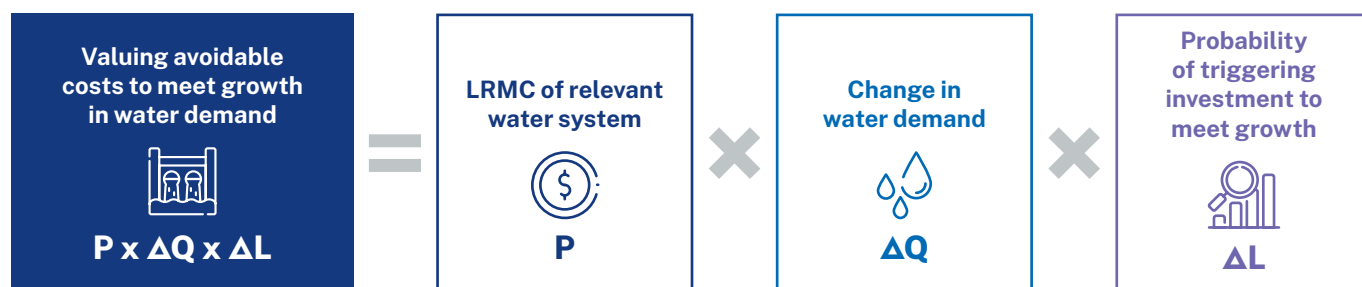 Valuing avoidable
costs to meet growth
in water demand
P x ΔQ x ΔL
=
LRMC of relevant
water system
$
P
×
Change in
water demand
ΔQ
×
Probability
of triggering
investment to
meet growth
ΔL